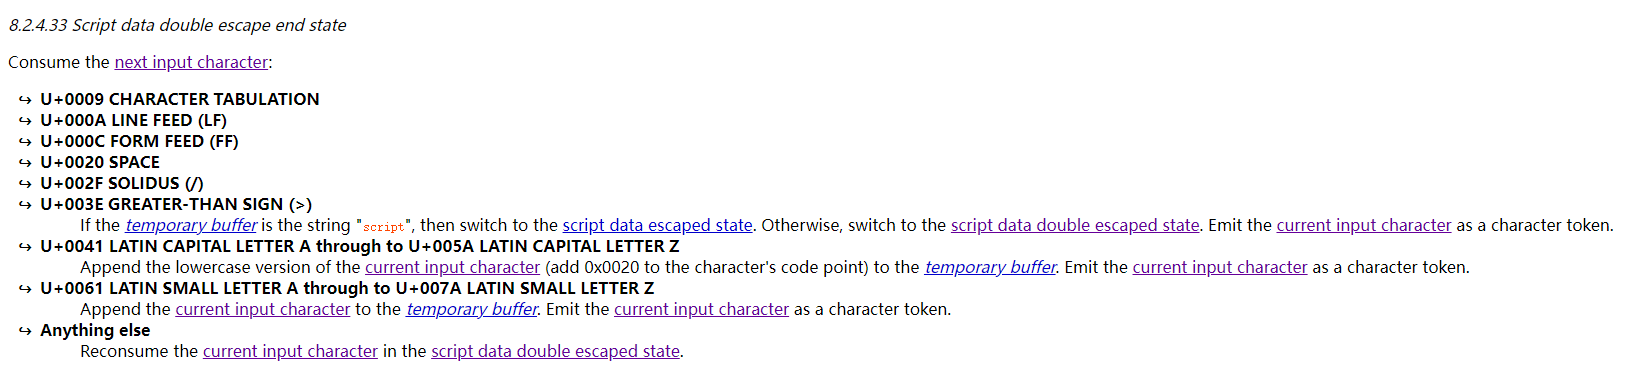 8.2.4.33 Script data double escape end state
Consume the next input character:
↪ U+0009 CHARACTER TABULATION
↪ U+000A LINE FEED (LF)
↪ U+000C FORM FEED (FF)
↪ U+0020 SPACE
↪ U+002F SOLIDUS (/)
↪ U+003E GREATER-THAN SIGN (>)
If the temporary buffer is the string "script", then switch to the script data escaped state. Otherwise, switch to the script data double escaped state. Emit the current input character as a character token.
↪ U+0041 LATIN CAPITAL LETTER A through to U+005A LATIN CAPITAL LETTER Z
Append the lowercase version of the current input character (add 0x0020 to the character's code point) to the temporary buffer. Emit the current input character as a character token.
↪ U+0061 LATIN SMALL LETTER A through to U+007A LATIN SMALL LETTER Z
Append the current input character to the temporary buffer. Emit the current input character as a character token.
↪ Anything else
Reconsume the current input character in the script data double escaped state.